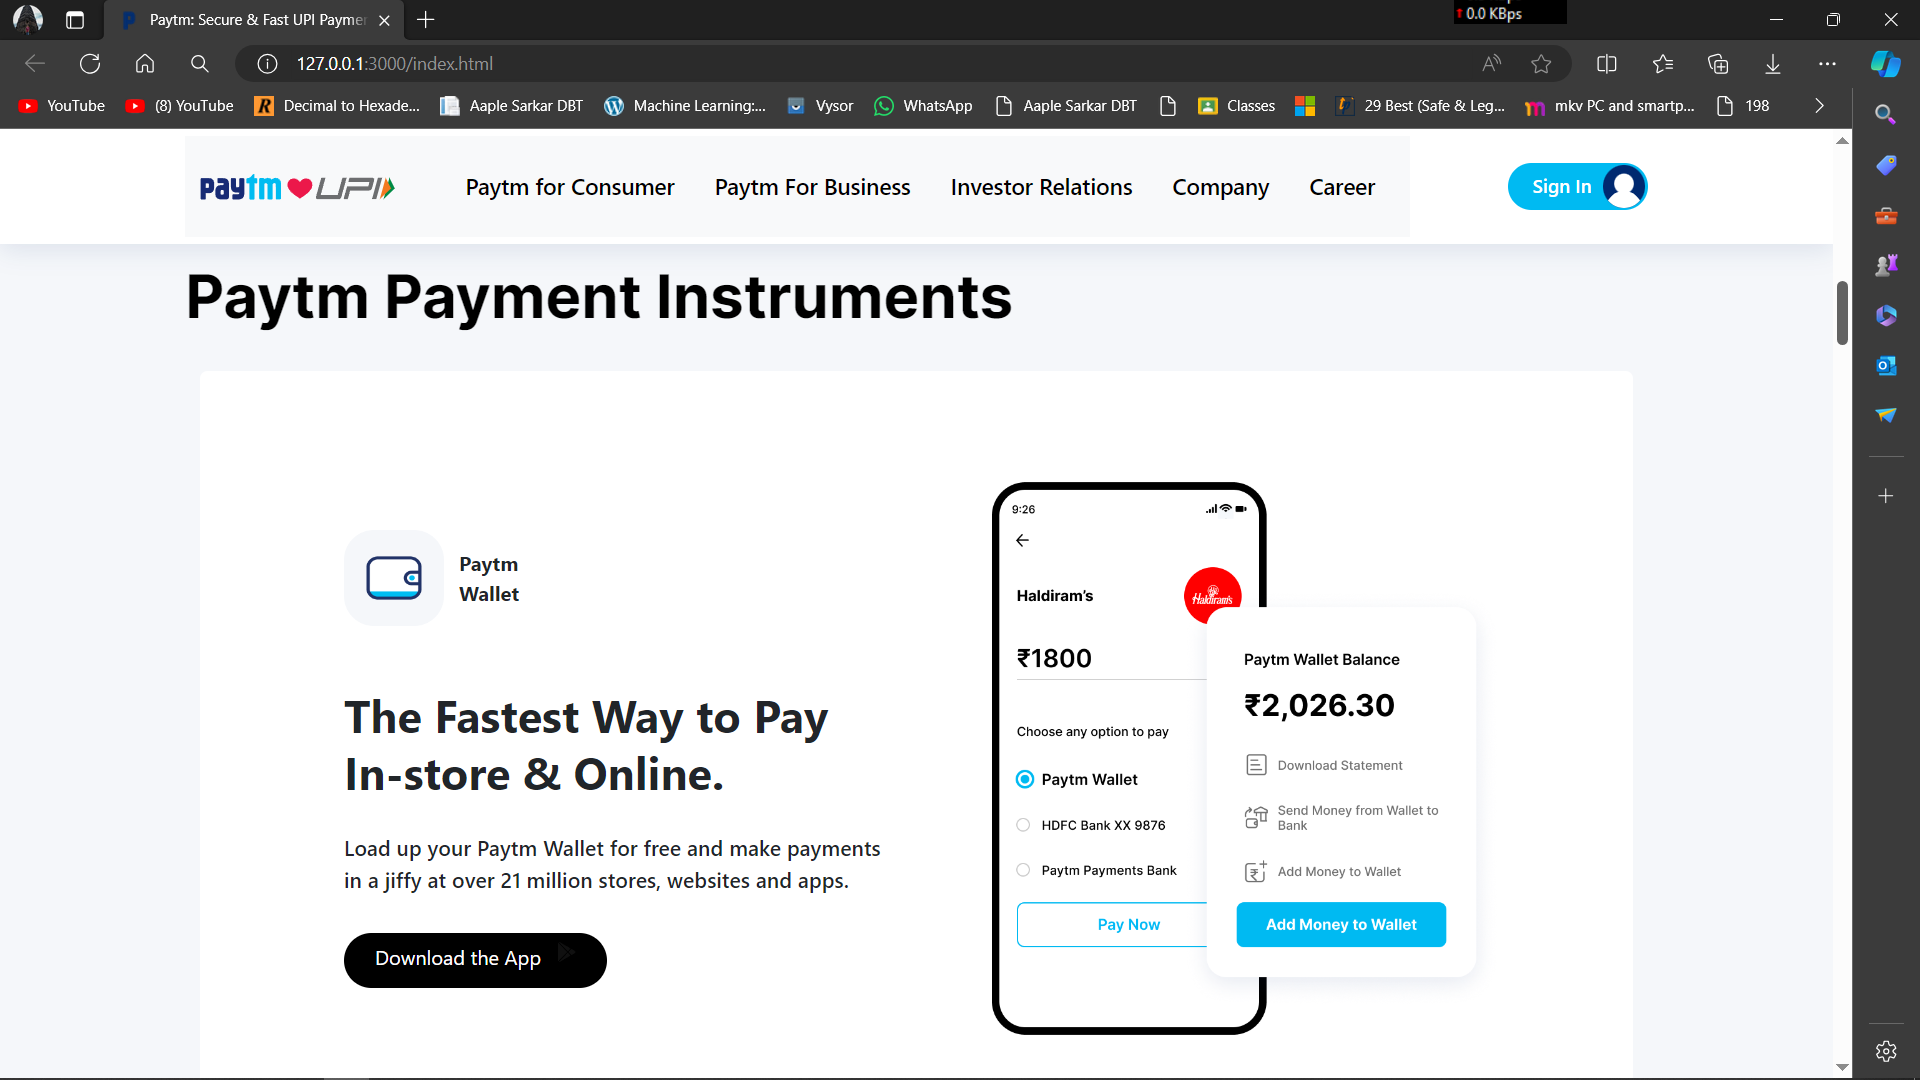 Paytm: Secure & Fast UPI Paymer
0.0 KBps
127.0.0.1:3000/index.html
YouTube
(8) YouTube
Decimal to Hexade...
Aaple Sarkar DBT
Machine Learning:...
Vysor
WhatsApp
Aaple Sarkar DBT
Classes
29 Best (Safe & Leg...
mkv PC and smartp...
198
paytm UPI
Paytm for Consumer
Paytm For Business
Investor Relations
Company
Career
Sign In
Paytm Payment Instruments
Paytm
Wallet
The Fastest Way to Pay
In-store & Online.
Load up your Paytm Wallet for free and make payments
in a jiffy at over 21 million stores, websites and apps.
Download the App
9:26
Haldiram's
Haldiram's
₹1800
Choose any option to pay
Paytm Wallet
HDFC Bank XX 9876
Paytm Payments Bank
Pay Now
Paytm Wallet Balance
₹2,026.30
Download Statement
Send Money from Wallet to
Bank
Add Money to Wallet
Add Money to Wallet